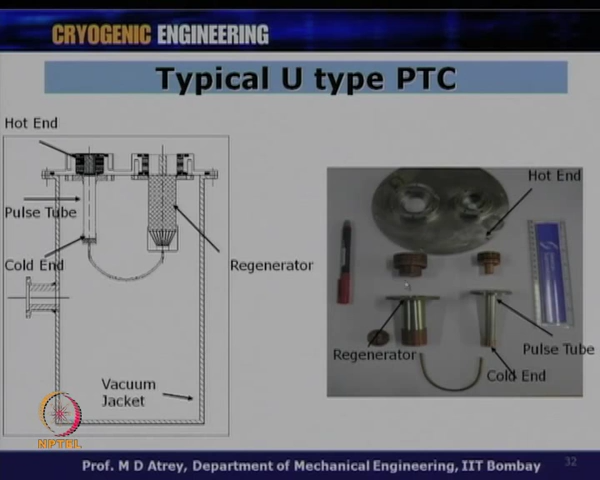 CRYOGENIC ENGINEERING
Typical U type PTC
Hot End
Pulse Tube
Cold End
Regenerator
Vacuum
Jacket
Hot End
Regenerator
Pulse Tube
Cold End
NPTEL
Prof. M D Atrey, Department of Mechanical Engineering, IIT Bombay
32